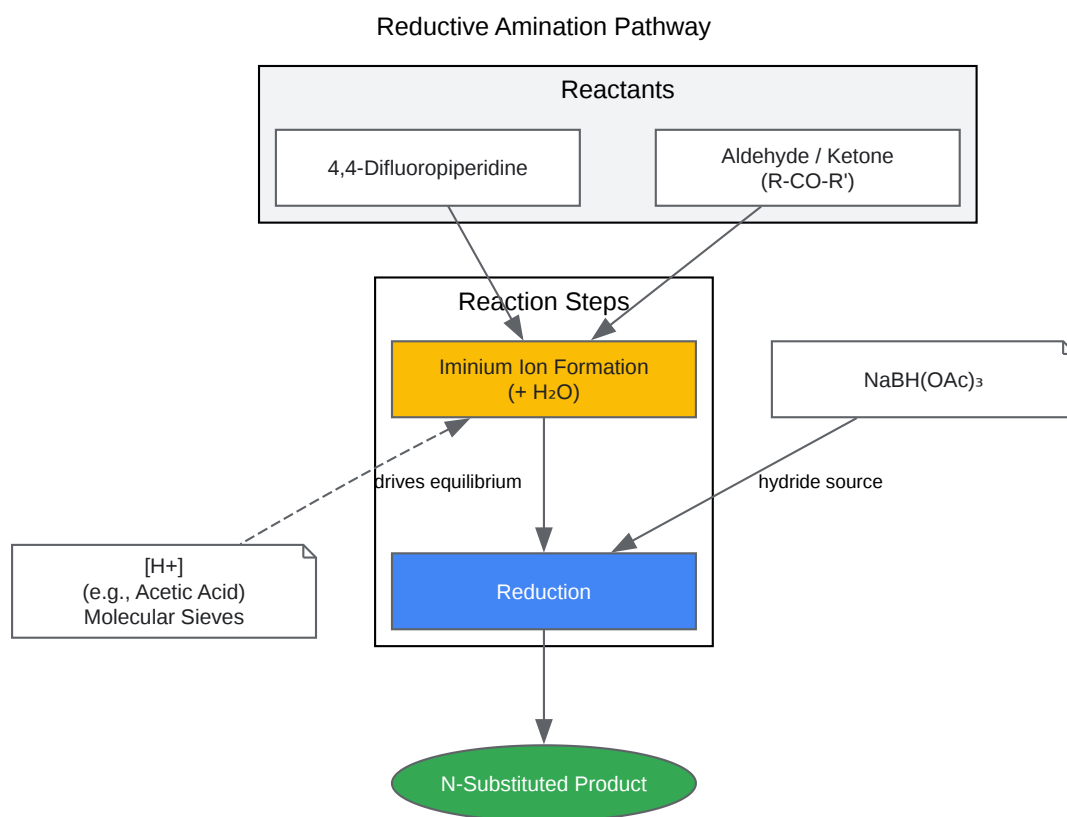 Reductive Amination Pathway
Reactants
4,4-Difluoropiperidine
Aldehyde / Ketone
(R-CO-R')
Reaction Steps
Iminium Ion Formation
(+ H₂O)
NaBH(OAc)₃
drives equilibrium
hydride source
[H+]
(e.g., Acetic Acid)
Molecular Sieves
Reduction
N-Substituted Product